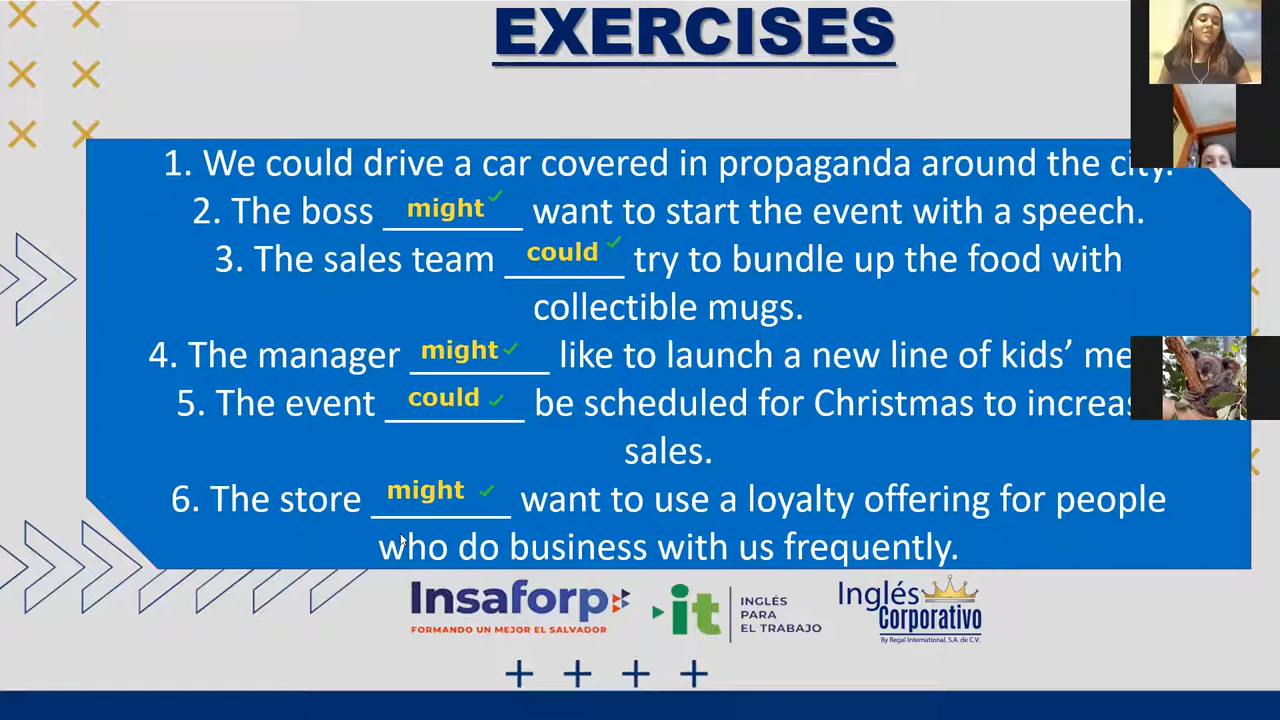 EXERCISES
1. We could drive a car covered in propaganda around the city.
2. The boss might want to start the event with a speech.
3. The sales team could try to bundle up the food with
collectible mugs.
4. The manager might like to launch a new line of kids’
5. The event could be scheduled for Christmas to
sales.
6. The store might want to use a loyalty offering for people
who do business with us frequently.
Insaforp
FORMANDO UN MEJOR EL SALVADOR
it
INGLÉS
PARA
EL TRABAJO
Inglés
Corporativo
By Regal International, S.A. de C.V.